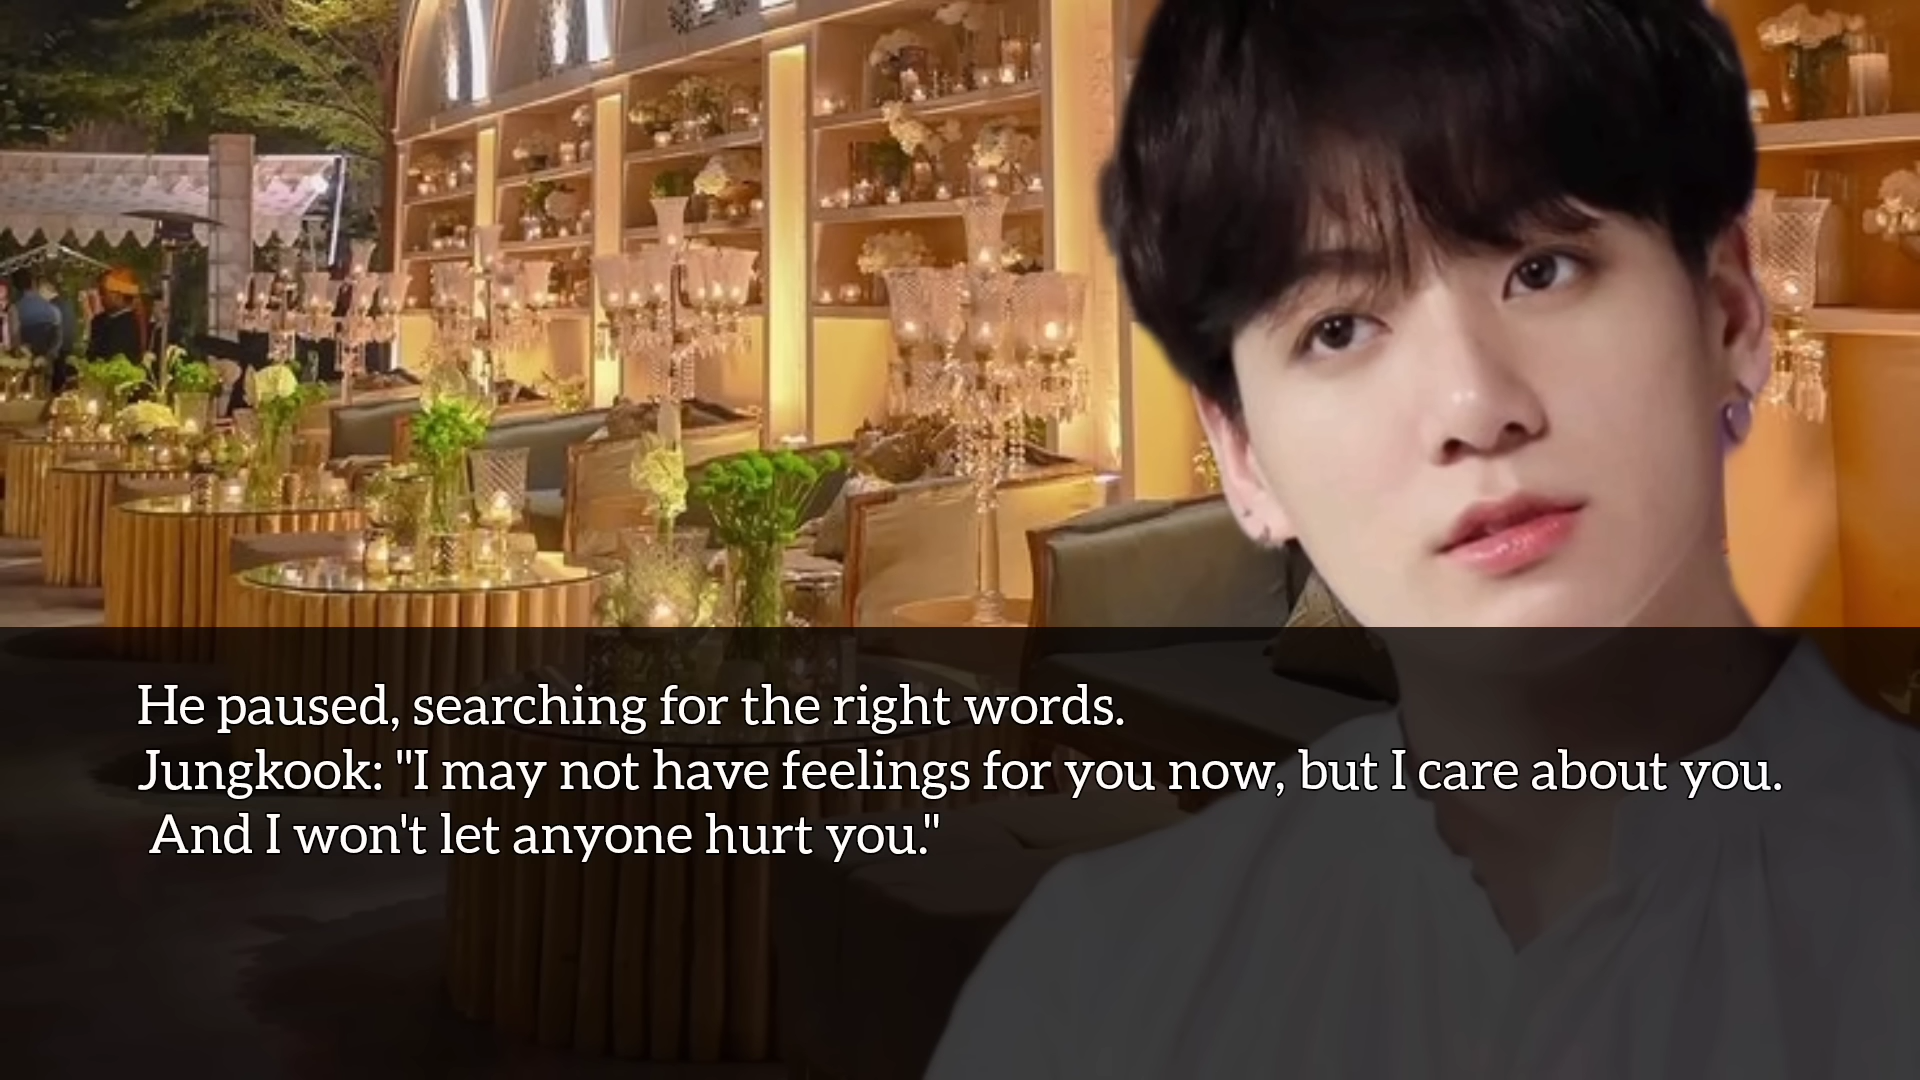 He paused, searching for the right words.
Jungkook: "I may not have feelings for you now, but I care about you.
And I won't let anyone hurt you."